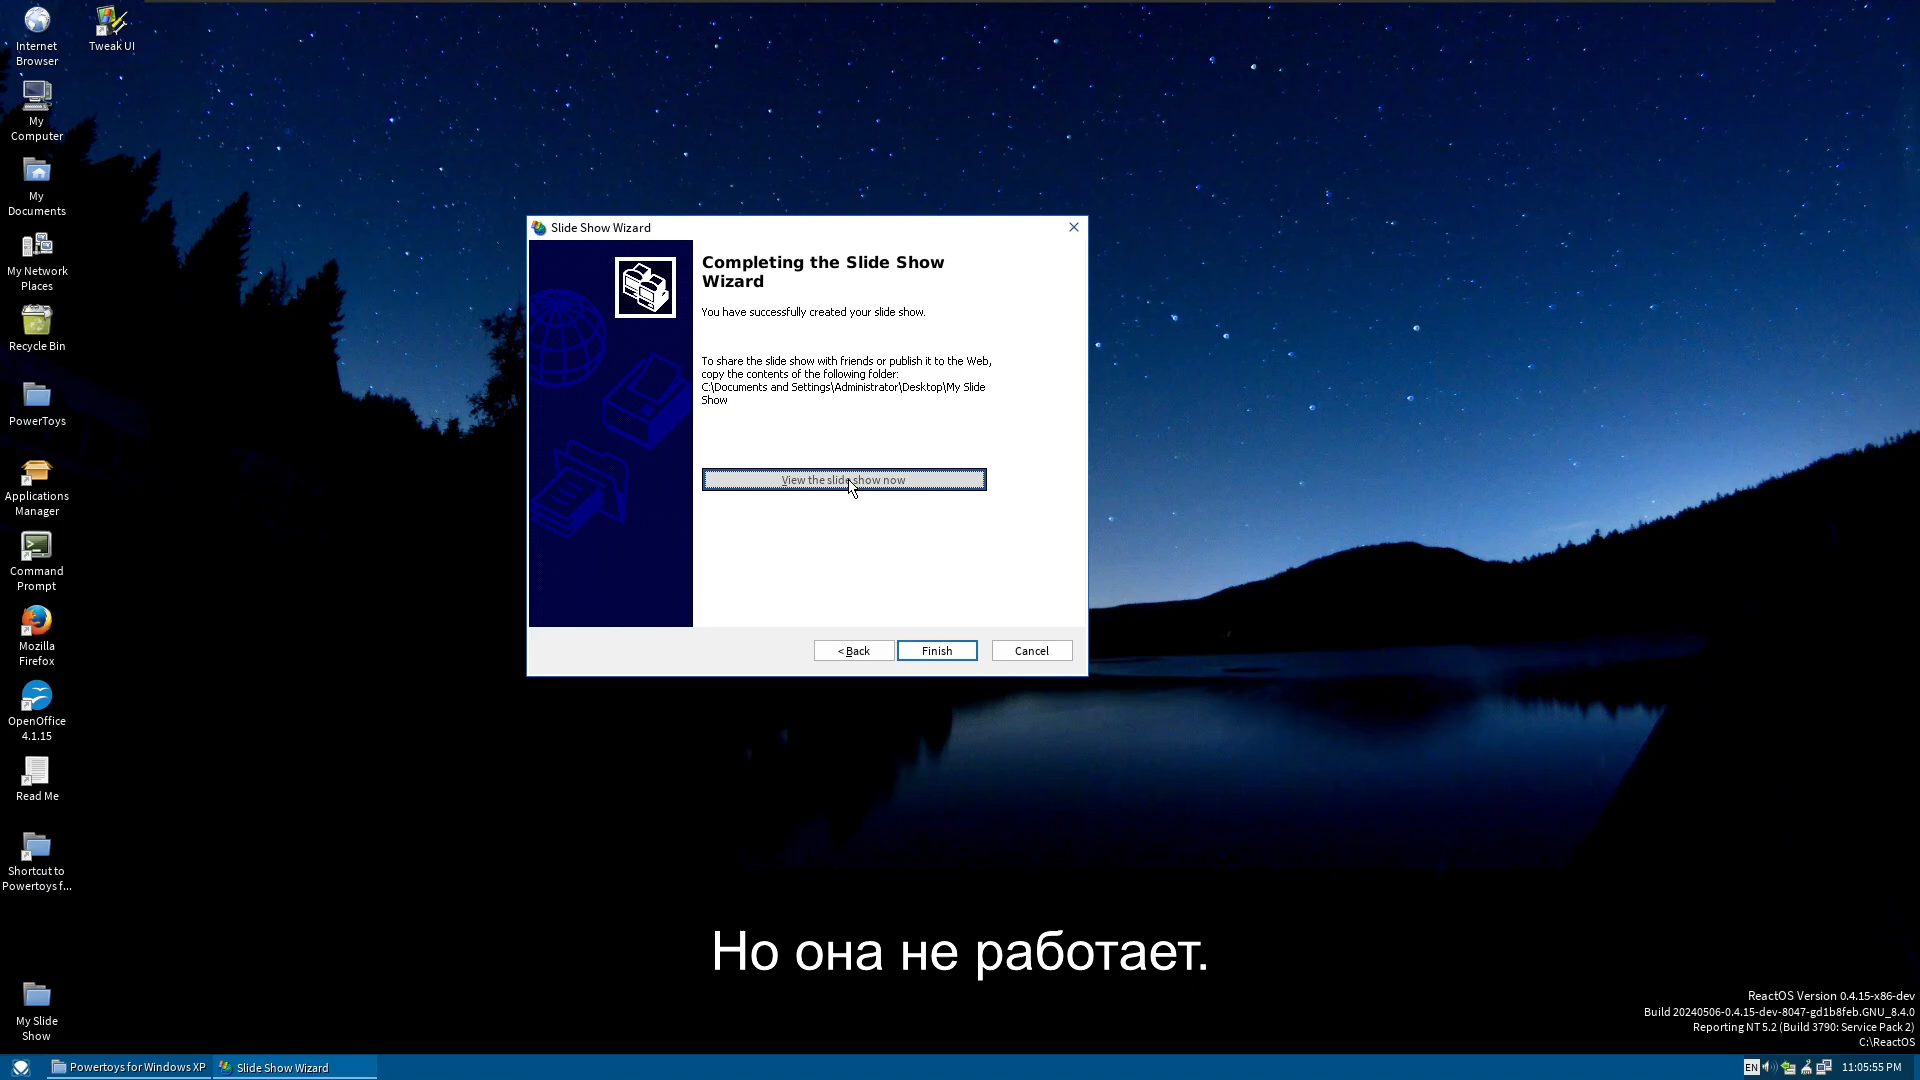 Internet
Browser
Tweak UI
My
Computer
My
Documents
My Network
Places
Recycle Bin
PowerToys
Applications
Manager
Command
Prompt
Mozilla
Firefox
OpenOffice
4.1.15
Read Me
Shortcut to
Powertoys f...
My Slide
Show
Slide Show Wizard
Completing the Slide Show
Wizard
You have successfully created your slide show.
To share the slide show with friends or publish it to the Web,
copy the contents of the following folder:
C:\Documents and Settings\Administrator\Desktop\My Slide
Show
View the slide show now
< Back
Finish
Cancel
Но она не работает.
ReactOS Version 0.4.15-x86-dev
Build 20240506-0.4.15-dev-8047-gd1b8feb.GNU_8.4.0
Reporting NT 5.2 (Build 3790: Service Pack 2)
C:\ReactOS
Powertoys for Windows XP
Slide Show Wizard
EN
11:05:55 PM